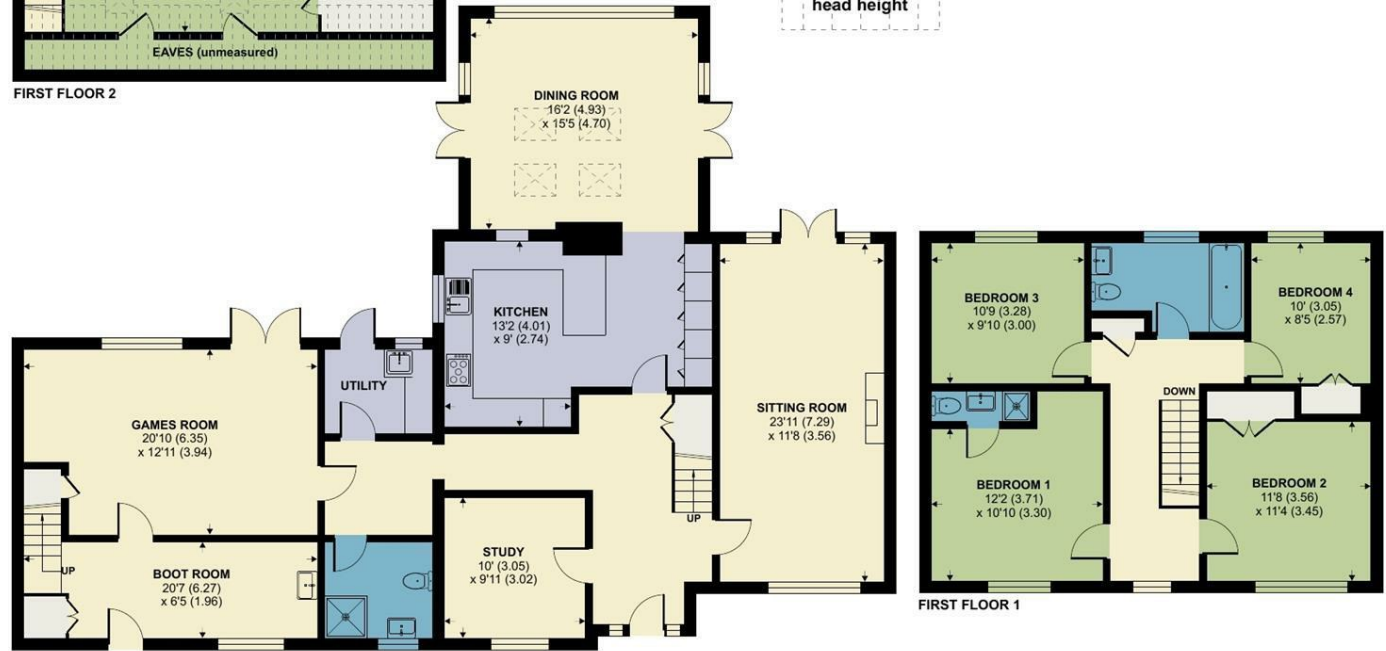 head height
EAVES (unmeasured)
FIRST FLOOR 2
DINING ROOM
16'2 (4.93)
x 15'5 (4.70)
KITCHEN
13'2 (4.01)
x 9' (2.74)
UTILITY
GAMES ROOM
20'10 (6.35)
x 12'11 (3.94)
SITTING ROOM
23'11 (7.29)
x 11'8 (3.56)
UP
STUDY
10' (3.05)
x 9'11 (3.02)
UP
BOOT ROOM
20'7 (6.27)
x 6'5 (1.96)
BEDROOM 3
10'9 (3.28)
x 9'10 (3.00)
BEDROOM 4
10' (3.05)
x 8'5 (2.57)
DOWN
BEDROOM 1
12'2 (3.71)
x 10'10 (3.30)
BEDROOM 2
11'8 (3.56)
x 11'4 (3.45)
FIRST FLOOR 1